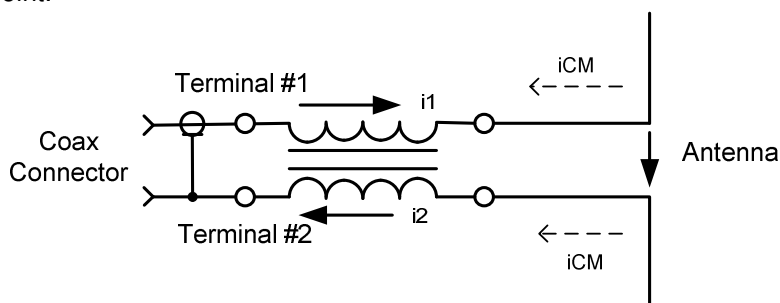 iCM
Terminal #1
i1
Coax
Connector
Antenna
Terminal #2
i2
iCM